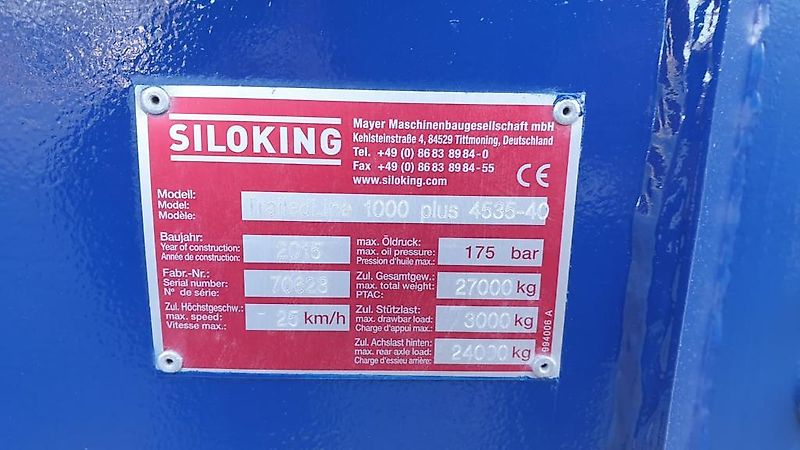 SILOKING
Mayer Maschinenbaugesellschaft mbH
Kehlsteinstraße 4, 84529 Tittmoning, Deutschland
Tel. +49 (0) 86 83 89 84-0
Fax +49 (0) 86 83 89 84-55
www.siloking.com
CE
Modell:
Model:
Modèle:
TrailedLine 1000 plus 4535-40
Baujahr:
Year of construction:
Année de construction:
2015
max. Öldruck:
max. oil pressure:
Pression d'huile max.:
175 bar
Fabr.-Nr.:
Serial number:
N° de série:
Zul. Gesamtgew.:
max. total weight:
PTAC:
27000 kg
Zul. Höchstgeschw.:
max. speed:
Vitesse max.:
25 km/h
Zul. Stützlast:
max. drawbar load:
Charge d'appui max.:
3000 kg
Zul. Achslast hinten:
max. rear axle load:
Charge d'essieu arrière:
24000 kg
994006 A